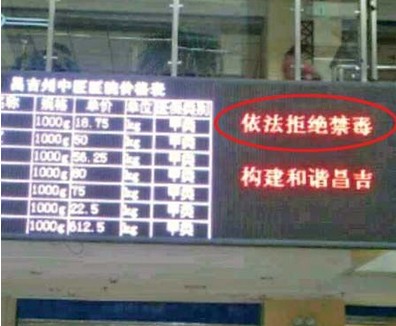 昌吉州中医医院价格表
称 规格 单价 单位 医保类别
1000g 18.75 kg 甲类
1000g 50 kg 甲类
1000g 56.25 kg 甲类
1000g 80 kg 甲类
1000g 75 kg 甲类
1000g 22.5 kg 甲类
1000g 612.5 kg 甲类
依法拒绝禁毒
构建和谐昌吉